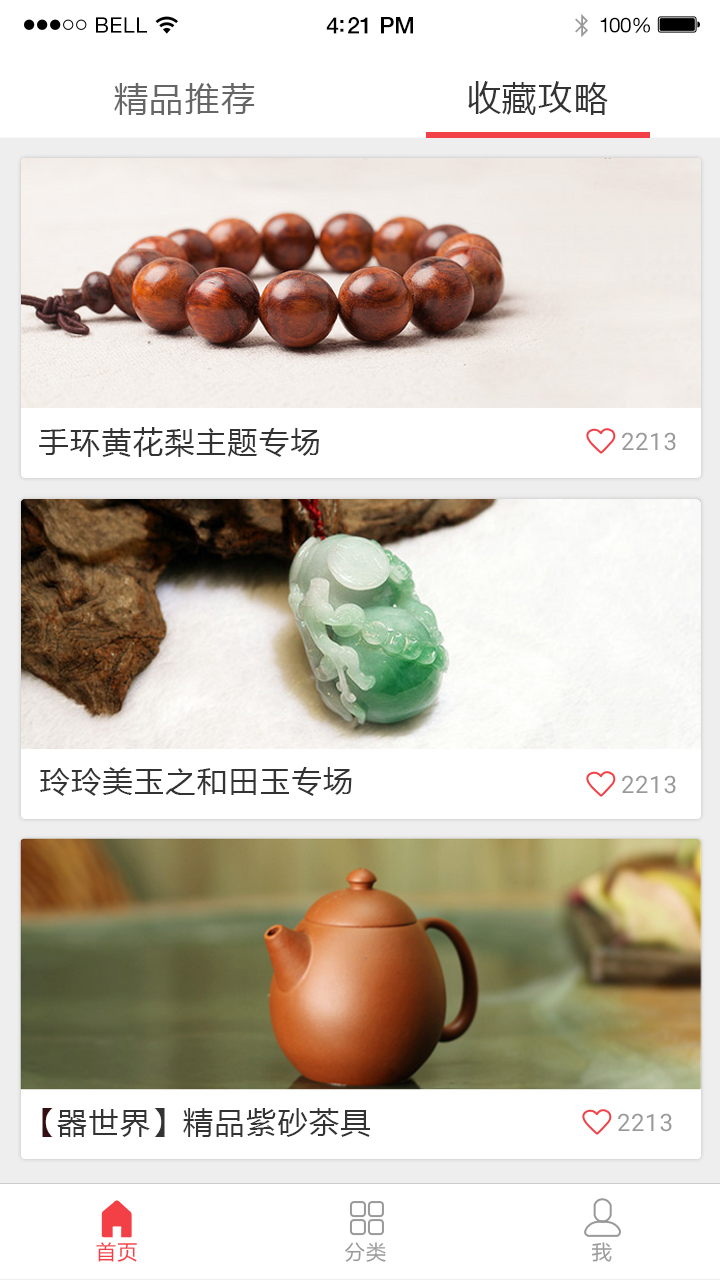 BELL 4:21 PM 100%
精品推荐 收藏攻略
手环黄花梨主题专场 2213
玲玲美玉之和田玉专场 2213
【器世界】精品紫砂茶具 2213
首页 分类 我